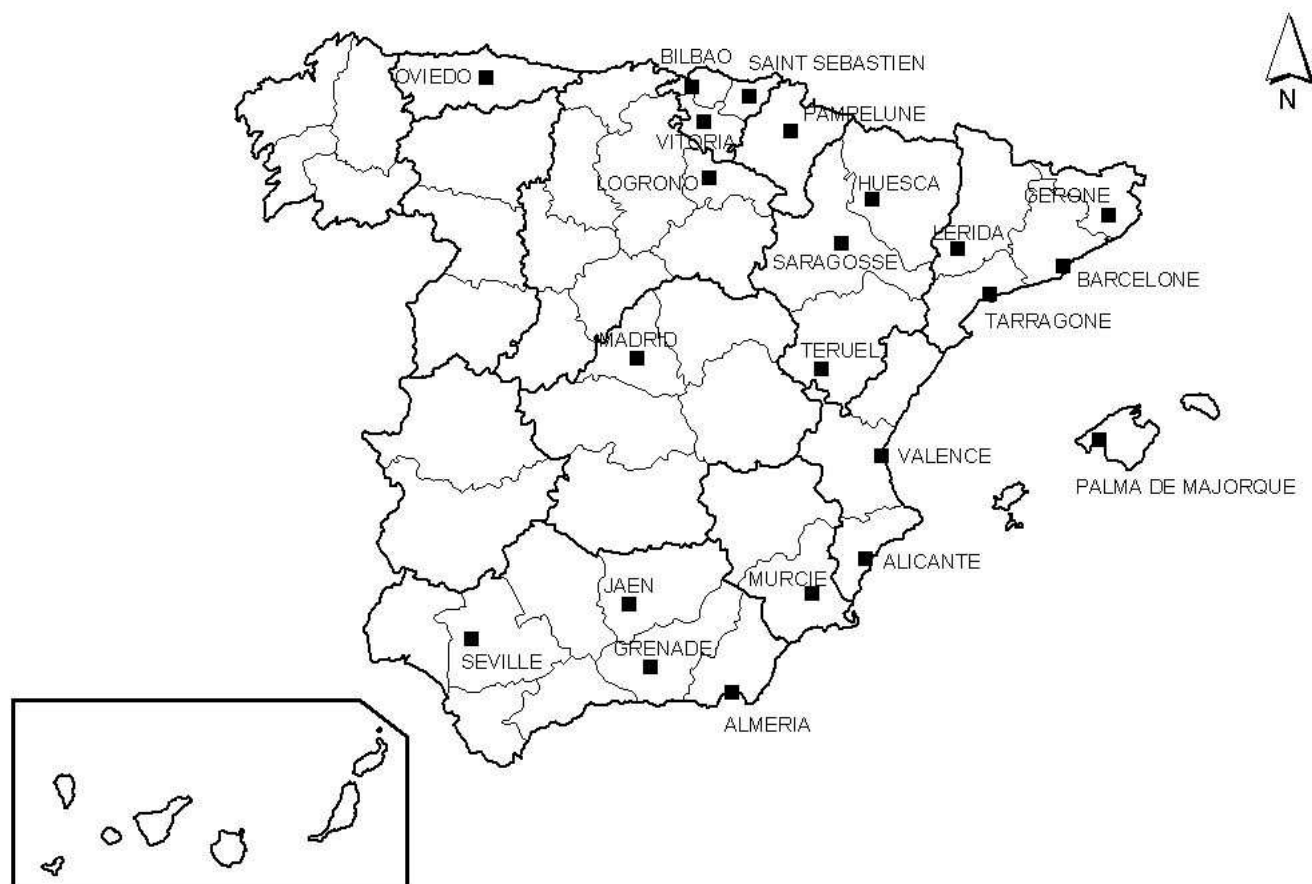 BILBAO
SAINT SEBASTIEN
OVIEDO
N
PAMPELUNE
VITORIA
LOGRONO
HUESCA
GERONE
LERIDA
SARAGOSSE
BARCELONE
TARRAGONE
MADRID
TERUEL
VALENCE
PALMA DE MAJORQUE
ALICANTE
MURCIE
JAEN
GRENADE
SEVILLE
ALMERIA